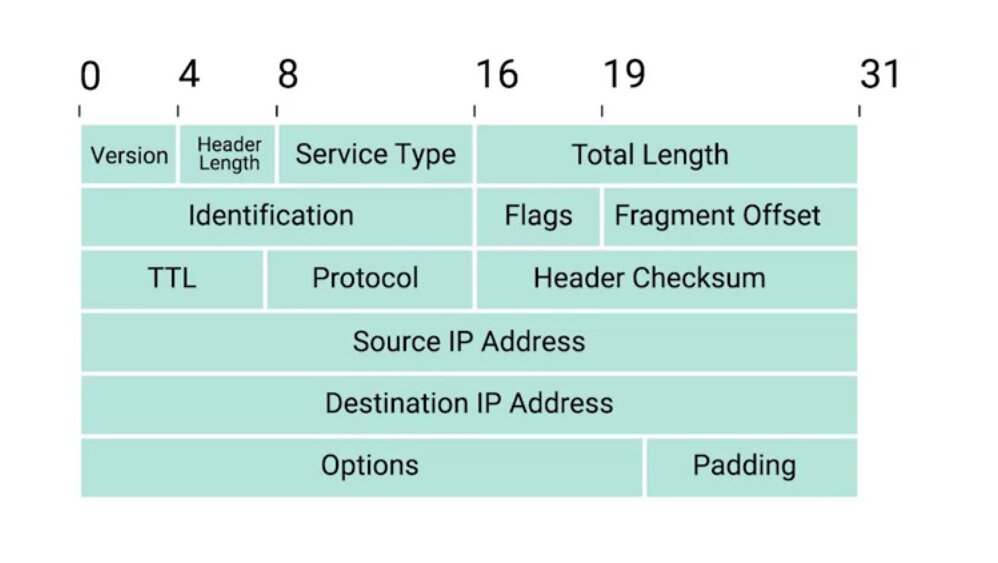 0 4 8 16 19 31
Version Header Length Service Type Total Length
Identification Flags Fragment Offset
TTL Protocol Header Checksum
Source IP Address
Destination IP Address
Options Padding